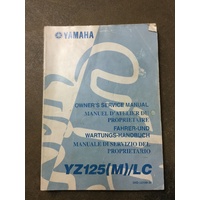 YAMAHA
OWNER'S SERVICE MANUAL
MANUEL D'ATELIER DU
PROPRIETAIRE
FAHRER-UND
WARTUNGS-HANDBUCH
MANUALE DI SERVIZIO DEL
PROPRIETARIO
YZ125(M)/LC